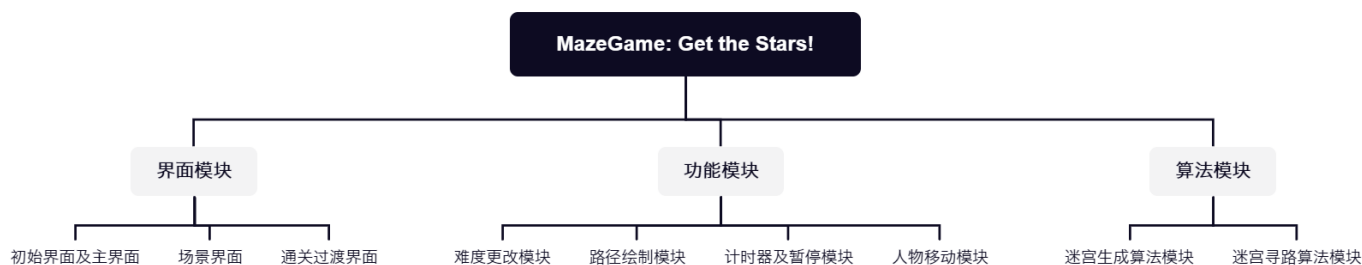 MazeGame: Get the Stars!
界面模块
功能模块
算法模块
初始界面及主界面
场景界面
通关过渡界面
难度更改模块
路径绘制模块
计时器及暂停模块
人物移动模块
迷宫生成算法模块
迷宫寻路算法模块